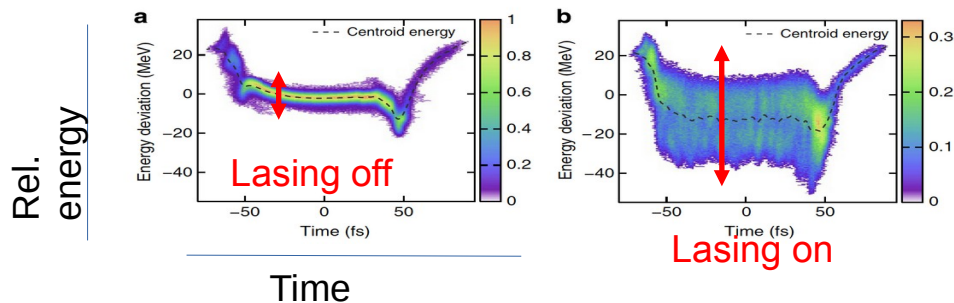 a
b
Rel.
energy
Energy deviation (MeV)
20
0
−20
−40
--- Centroid energy
1
0.8
0.6
0.4
0.2
0
Lasing off
−50
0
50
Time (fs)
Time
Energy deviation (MeV)
20
0
−20
−40
--- Centroid energy
0.3
0.2
0.1
0
−50
0
50
Time (fs)
Lasing on